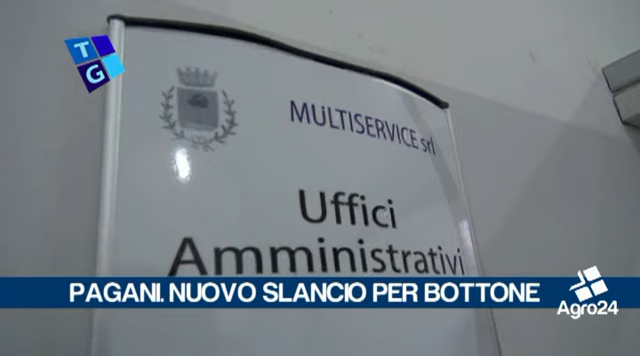 TG
MULTISERVICE srl
Uffici
Amministrativi
PAGANI. NUOVO SLANCIO PER BOTTONE
Agro24